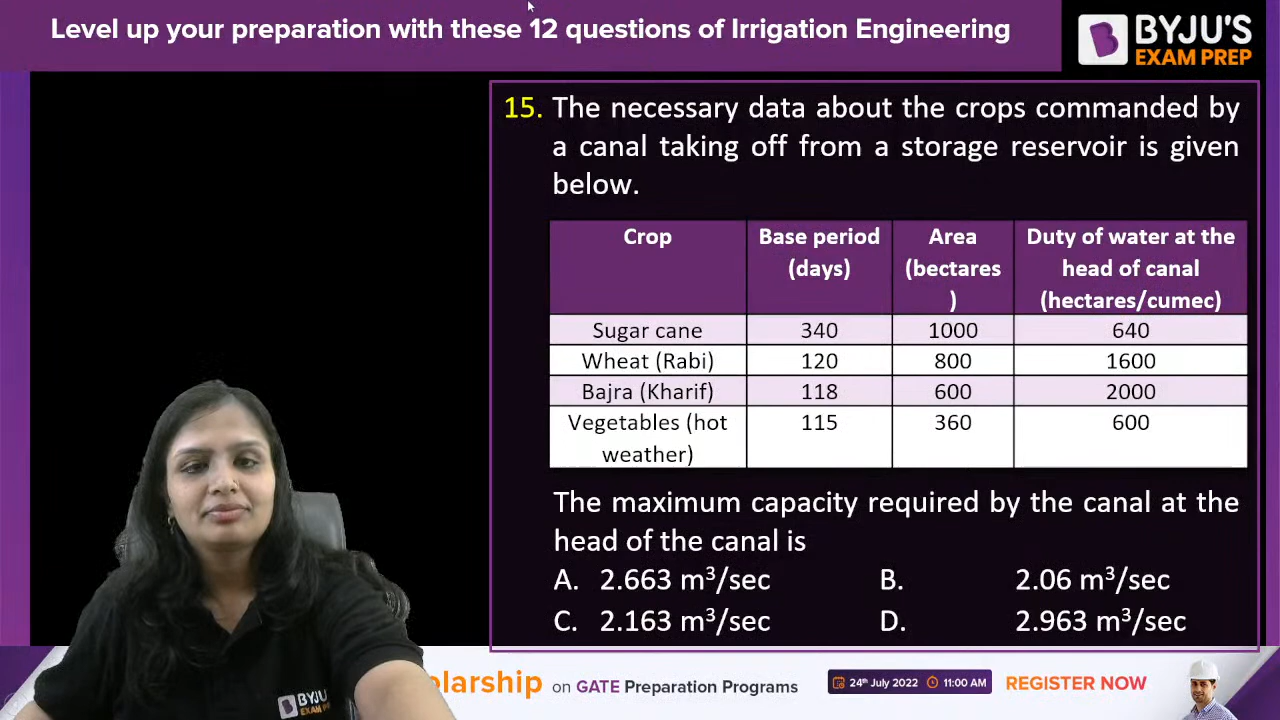 Level up your preparation with these 12 questions of Irrigation Engineering
BYJU'S
EXAM PREP
15. The necessary data about the crops commanded by
a canal taking off from a storage reservoir is given
below.
Crop
Base period
(days)
Area
(bectares
)
Duty of water at the
head of canal
(hectares/cumec)
Sugar cane 340 1000 640
Wheat (Rabi) 120 800 1600
Bajra (Kharif) 118 600 2000
Vegetables (hot
weather)
115 360 600
The maximum capacity required by the canal at the
head of the canal is
A. 2.663 m³/sec B. 2.06 m³/sec
C. 2.163 m³/sec D. 2.963 m³/sec
BYJU'S
EXAM PREP
olarship on GATE Preparation Programs
24th July 2022 11:00 AM
REGISTER NOW